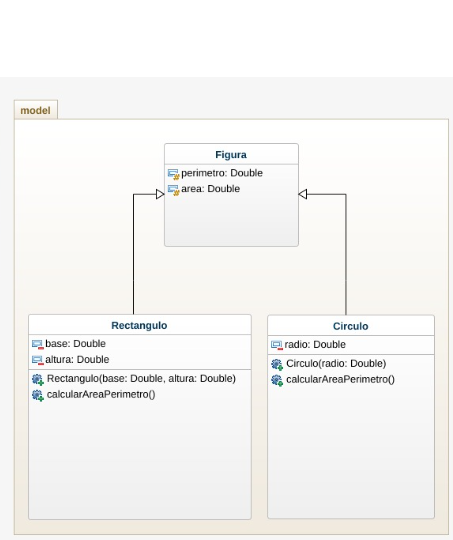 model
Figura
perimetro: Double
area: Double
Rectangulo
base: Double
altura: Double
Rectangulo(base: Double, altura: Double)
calcularAreaPerimetro()
Circulo
radio: Double
Circulo(radio: Double)
calcularAreaPerimetro()